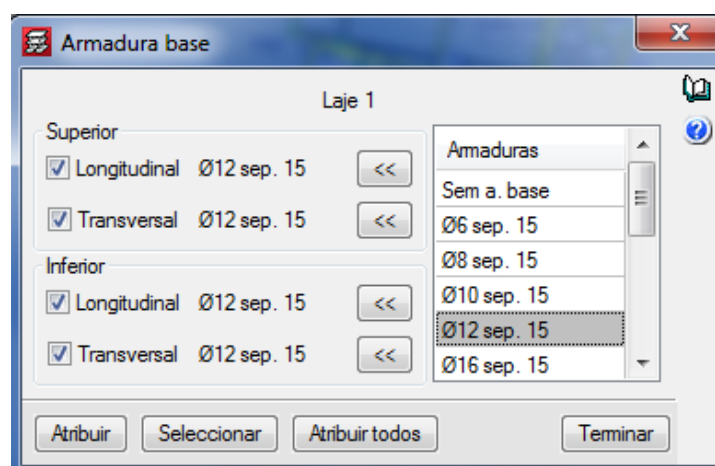 Armadura base
x
Laje 1
Superior
Longitudinal Ø12 sep. 15 <<
Transversal Ø12 sep. 15 <<
Inferior
Longitudinal Ø12 sep. 15 <<
Transversal Ø12 sep. 15 <<
Armaduras
Sem a. base
Ø6 sep. 15
Ø8 sep. 15
Ø10 sep. 15
Ø12 sep. 15
Ø16 sep. 15
?
Atribuir Seleccionar Atribuir todos Terminar